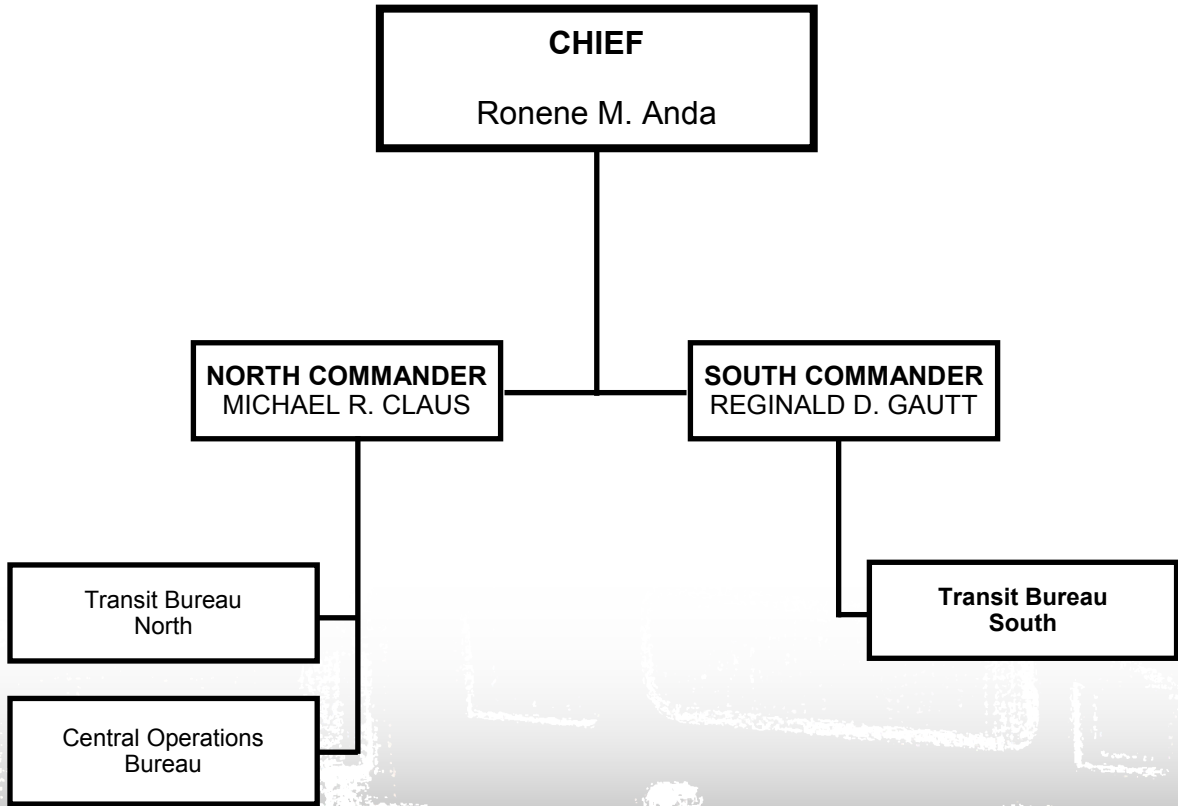 CHIEF
Ronene M. Anda
NORTH COMMANDER
MICHAEL R. CLAUS
SOUTH COMMANDER
REGINALD D. GAUTT
Transit Bureau
North
Transit Bureau
South
Central Operations
Bureau